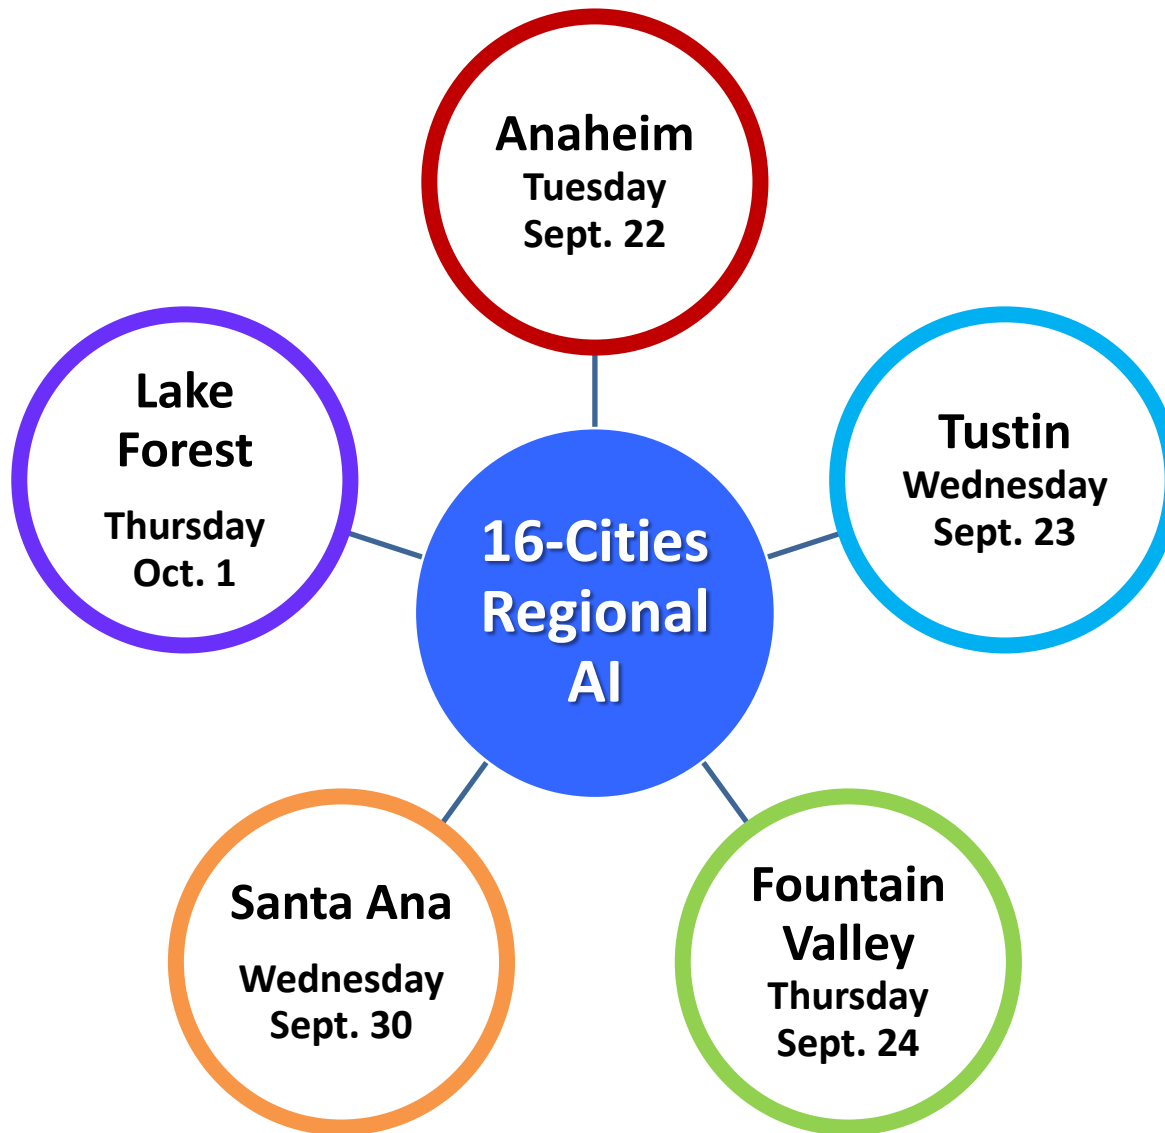 Anaheim
Tuesday
Sept. 22
Tustin
Wednesday
Sept. 23
Fountain
Valley
Thursday
Sept. 24
Santa Ana
Wednesday
Sept. 30
Lake
Forest
Thursday
Oct. 1
16-Cities
Regional
AI